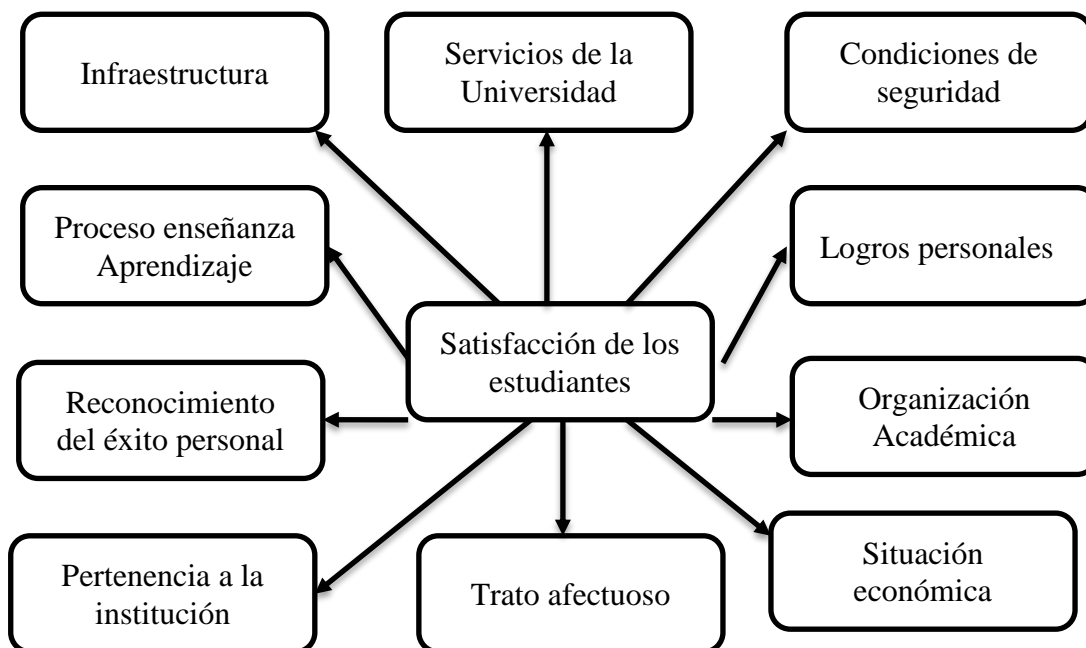 Infraestructura
Servicios de la
Universidad
Condiciones de
seguridad
Proceso enseñanza
Aprendizaje
Logros personales
Satisfacción de los
estudiantes
Reconocimiento
del éxito personal
Organización
Académica
Pertenencia a la
institución
Trato afectuoso
Situación
económica